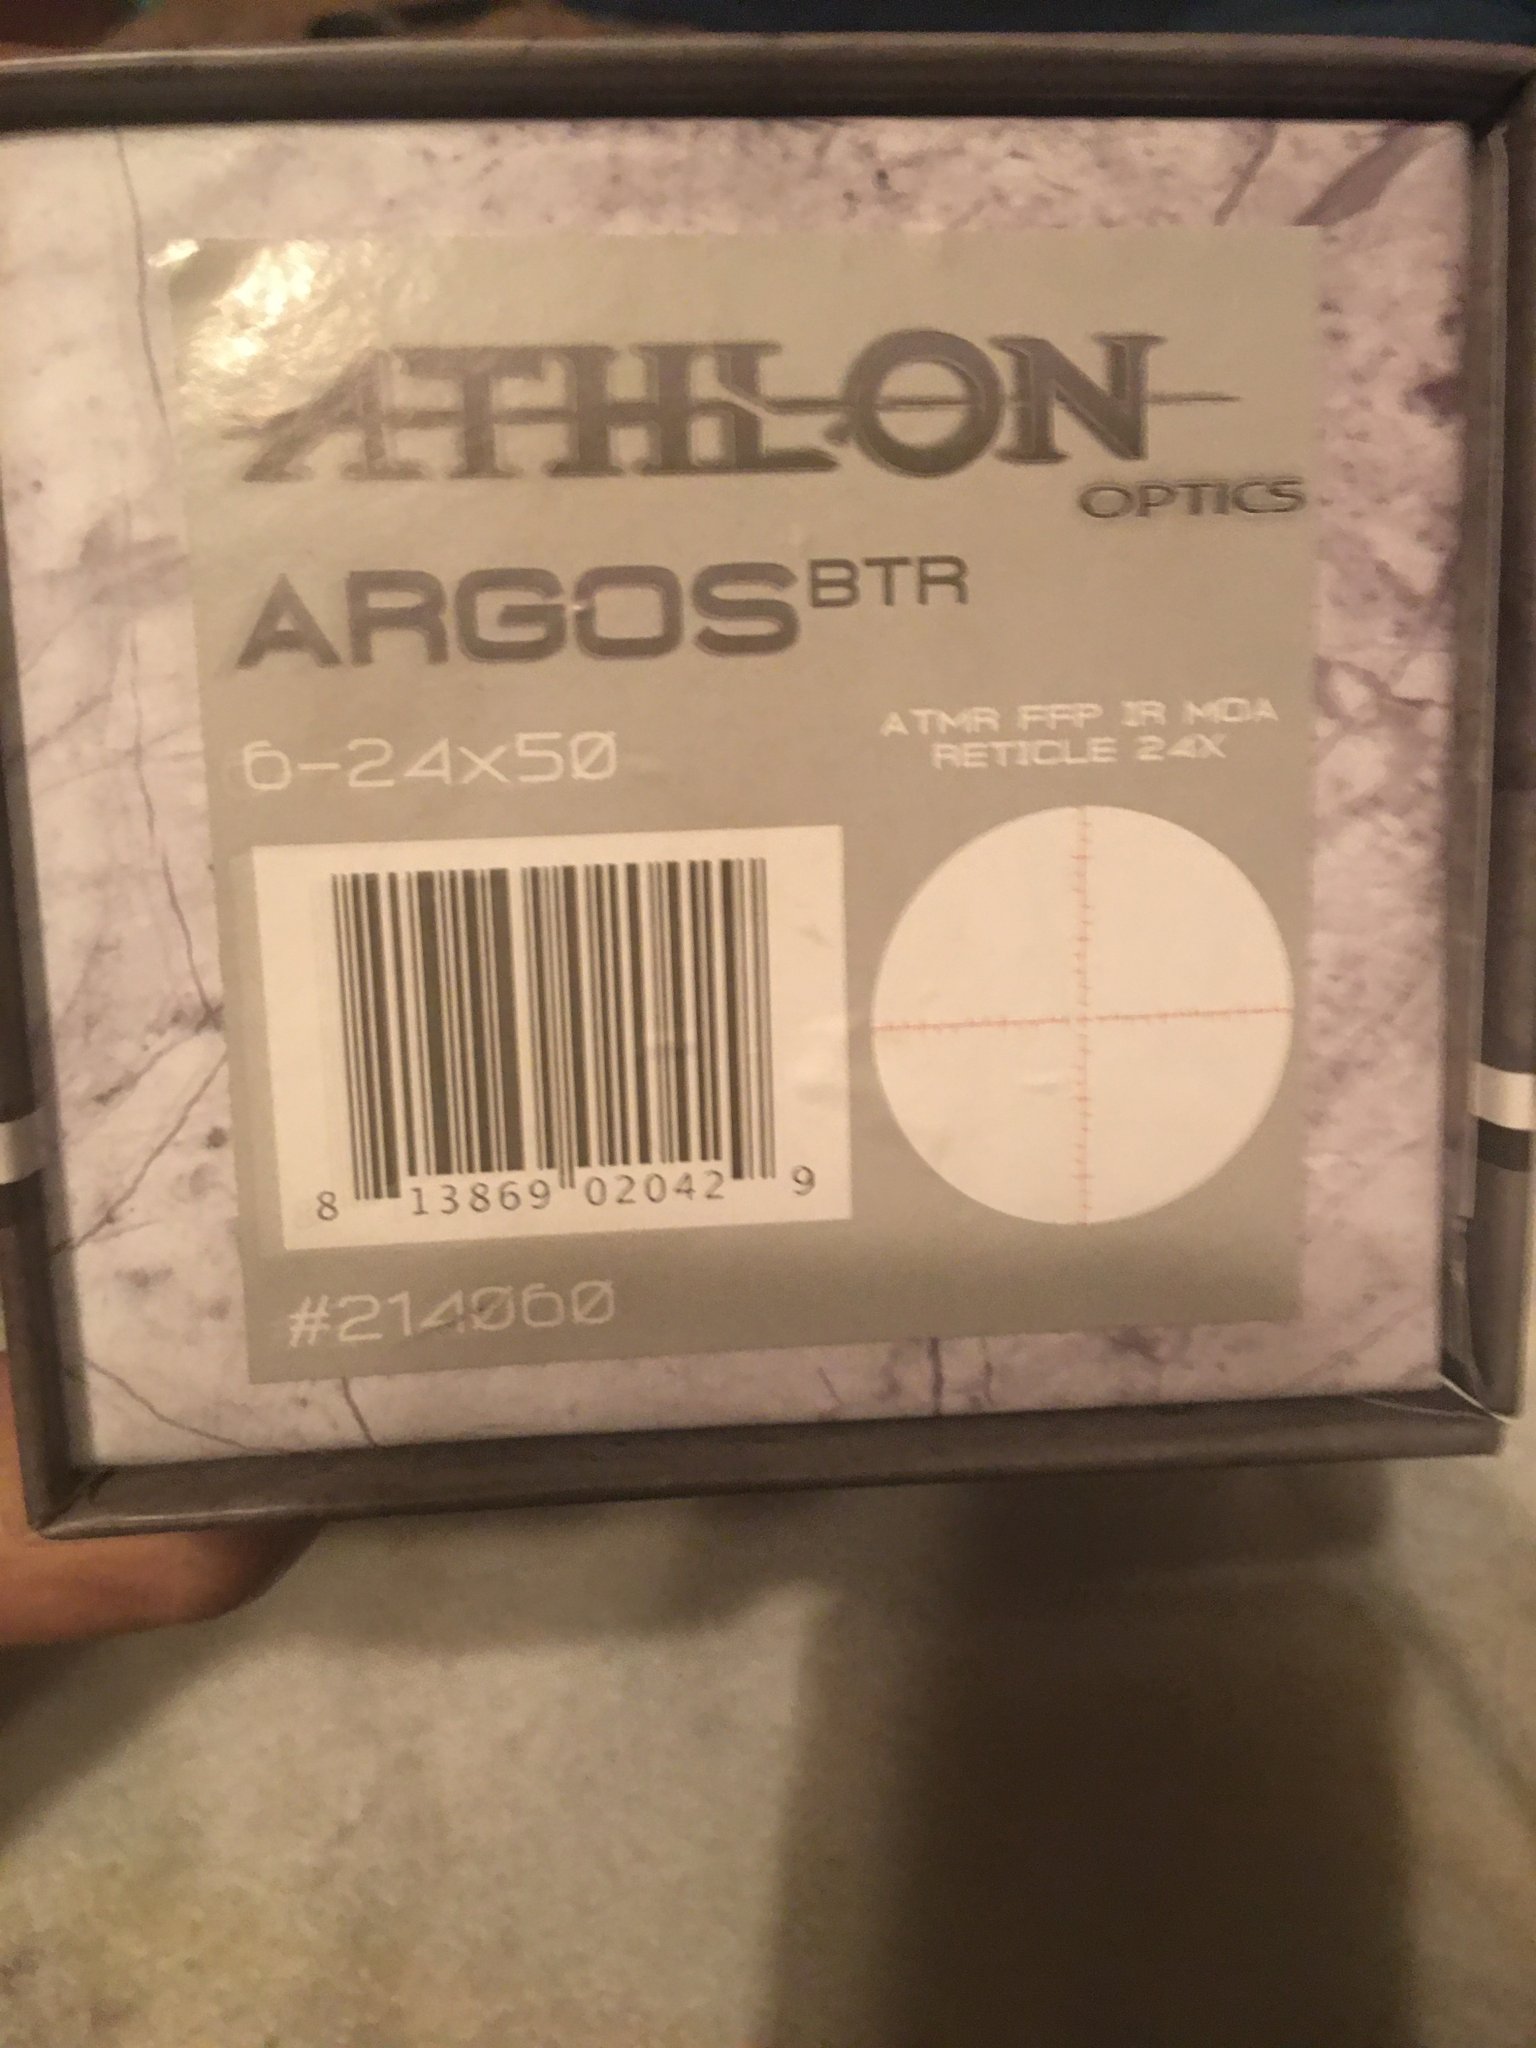 ATHLON
OPTICS
ARGOS BTR
6-24x50
ATMR FFP IR MOA
RETICLE 24X
8 13869 02042 9
#214060